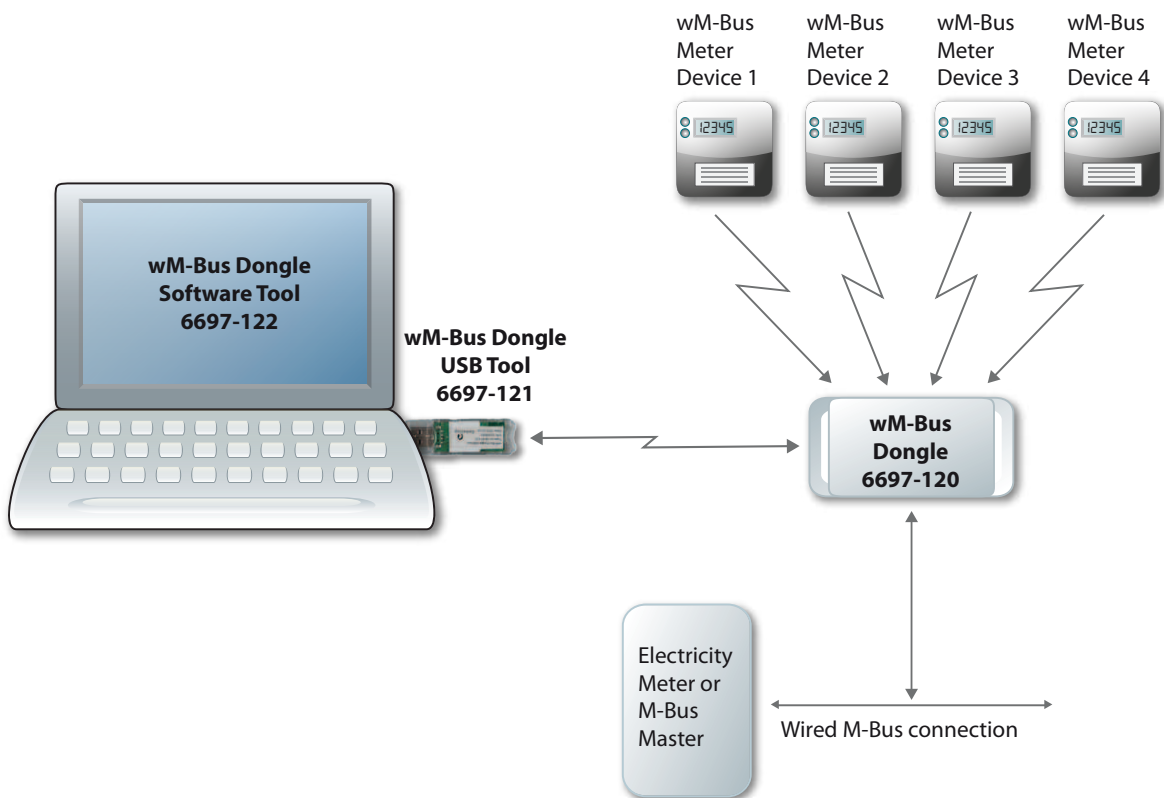 wM-Bus
Meter
Device 1
wM-Bus
Meter
Device 2
wM-Bus
Meter
Device 3
wM-Bus
Meter
Device 4
12345
12345
12345
12345
wM-Bus Dongle
Software Tool
6697-122
wM-Bus Dongle
USB Tool
6697-121
wM-Bus
Dongle
6697-120
Electricity
Meter or
M-Bus
Master
Wired M-Bus connection